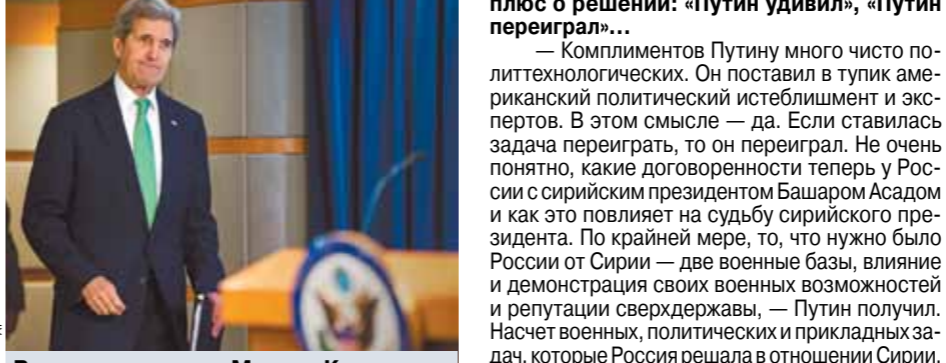 плюс о решении: «Путин удивил», «Путин
переиграл»...
— Комплиментов Путину много чисто по-
литтехнологических. Он поставил в тупик аме-
риканский политический истеблишмент и экс-
пертов. В этом смысле — да. Если ставилась
задача переиграть, то он переиграл. Не очень
понятно, какие договоренности теперь у Рос-
сии с сирийским президентом Башаром Асадом
и как это повлияет на судьбу сирийского пре-
зидента. По крайней мере, то, что нужно было
России от Сирии — две военные базы, влияние
и демонстрация своих военных возможностей
и репутации сверхдержавы, — Путин получил.
Насчет военных, политических и прикладных за-
дач, которые Россия решала в отношении Сирии,